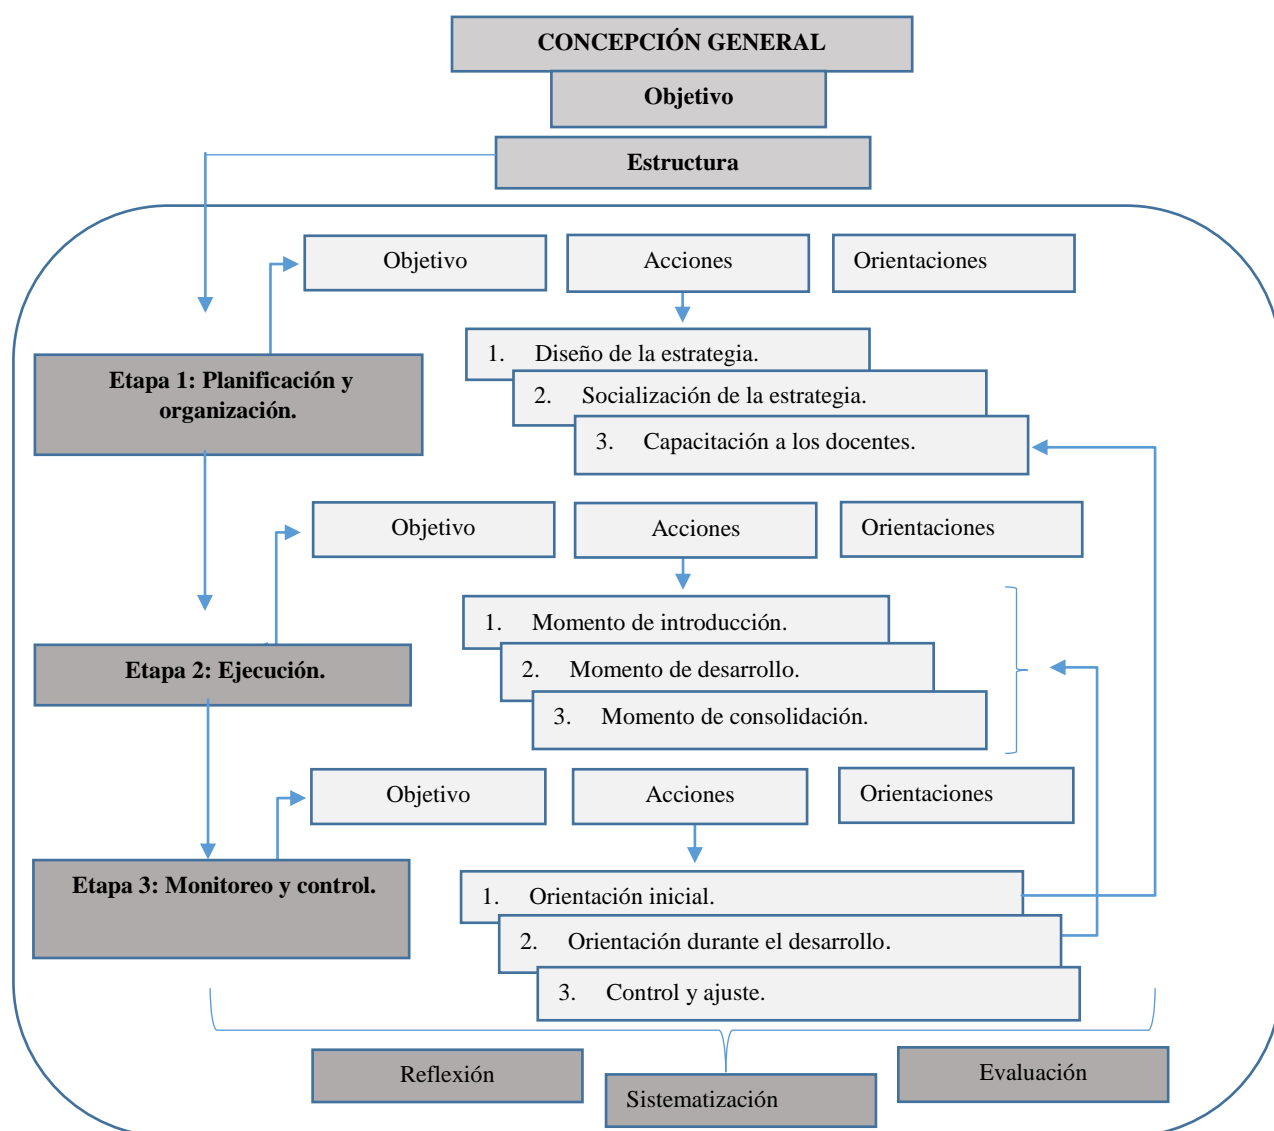 CONCEPCIÓN GENERAL
Objetivo
Estructura
Objetivo
Acciones
Orientaciones
1. Diseño de la estrategia.
Etapa 1: Planificación y
organización.
2. Socialización de la estrategia.
3. Capacitación a los docentes.
Objetivo
Acciones
Orientaciones
1. Momento de introducción.
Etapa 2: Ejecución.
2. Momento de desarrollo.
3. Momento de consolidación.
Objetivo
Acciones
Orientaciones
Etapa 3: Monitoreo y control.
1. Orientación inicial.
2. Orientación durante el desarrollo.
3. Control y ajuste.
Reflexión
Sistematización
Evaluación